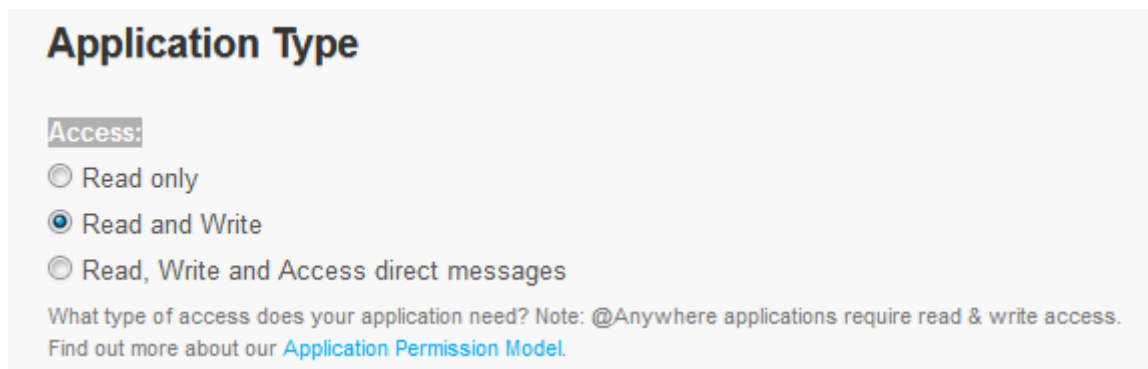 Application Type
Access:
Read only
Read and Write
Read, Write and Access direct messages
What type of access does your application need? Note: @Anywhere applications require read & write access.
Find out more about our Application Permission Model.